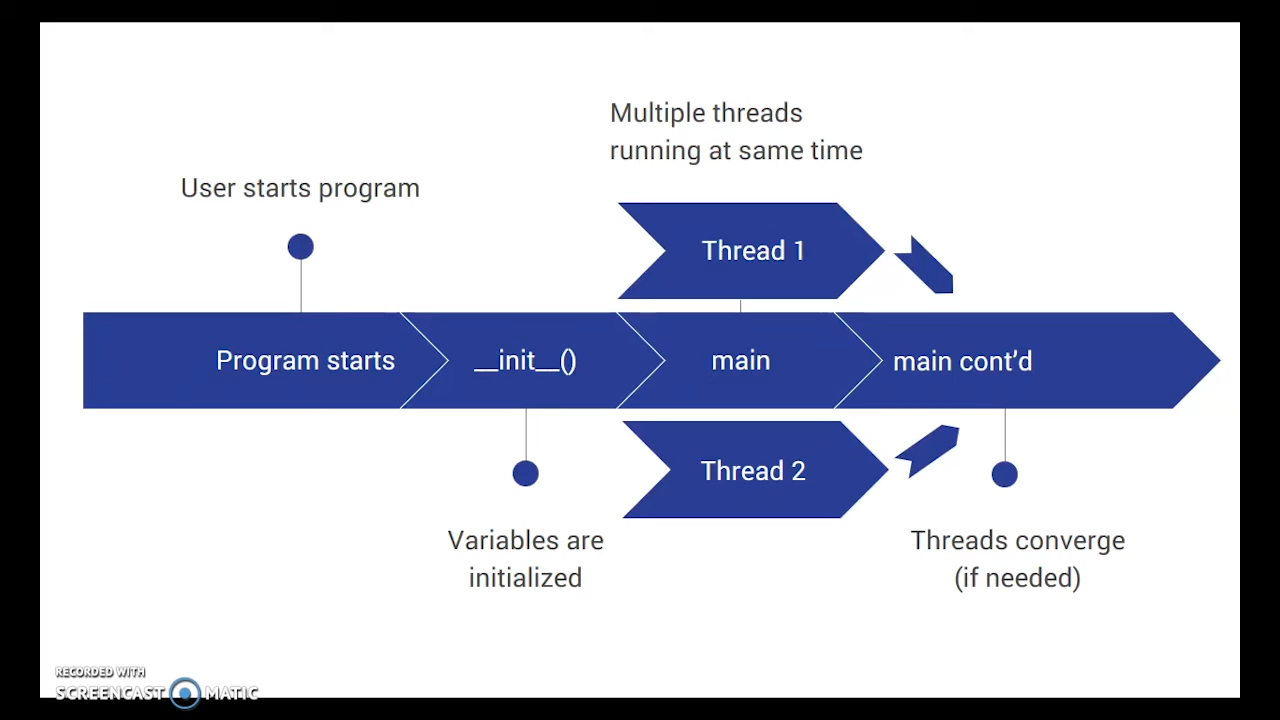 Multiple threads
running at same time
User starts program
Thread 1
Program starts
__init__()
main
main cont'd
Thread 2
Variables are
initialized
Threads converge
(if needed)
RECORDED WITH
SCREENCAST MATIC